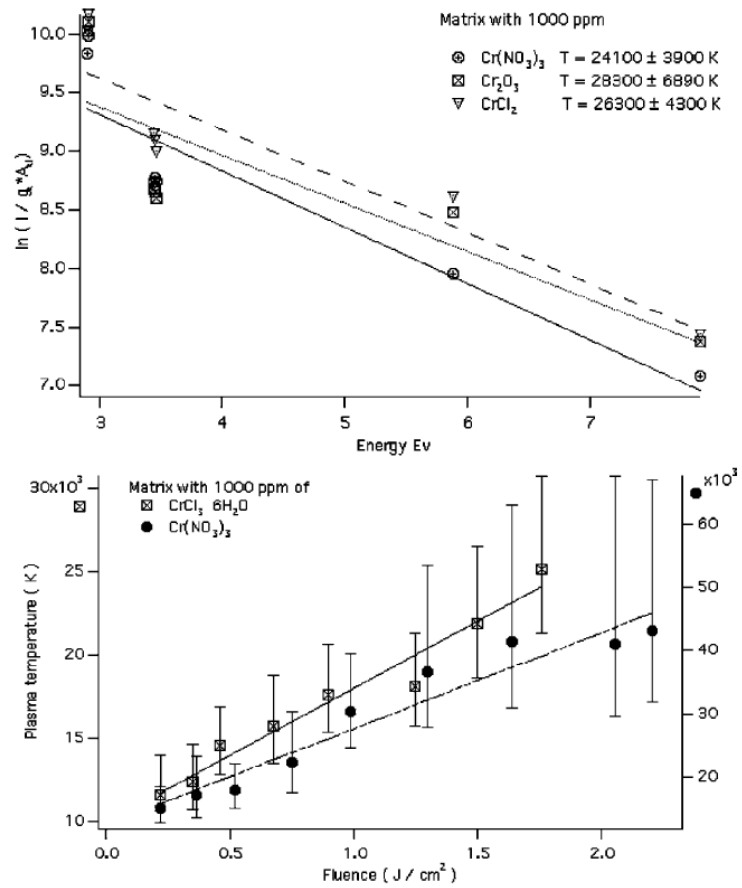 Matrix with 1000 ppm
Cr(NO₃)₃ T = 24100 ± 3900 K
Cr₂O₃ T = 28300 ± 6890 K
CrCl₂ T = 26300 ± 4300 K
10.0
9.5
9.0
8.5
8.0
7.5
7.0
ln ( I / gₖ*Aₖᵢ)
3 4 5 6 7
Energy Ev
Matrix with 1000 ppm of
CrCl₃ 6H₂O
Cr(NO₃)₃
30x10³
25
20
15
10
Plasma temperature ( K )
x10³
60
50
40
30
20
0.0 0.5 1.0 1.5 2.0
Fluence ( J / cm² )